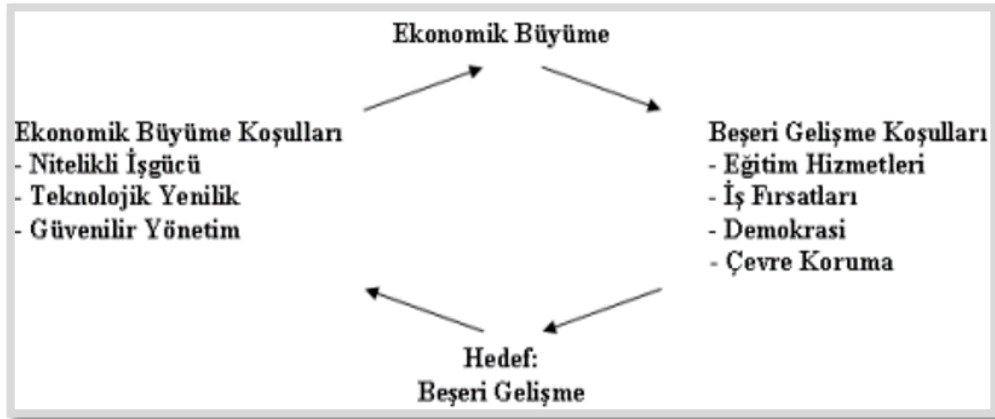 Ekonomik Büyüme
Ekonomik Büyüme Koşulları
- Nitelikli İşgücü
- Teknolojik Yenilik
- Güvenilir Yönetim
Beşeri Gelişme Koşulları
- Eğitim Hizmetleri
- İş Fırsatları
- Demokrasi
- Çevre Koruma
Hedef:
Beşeri Gelişme